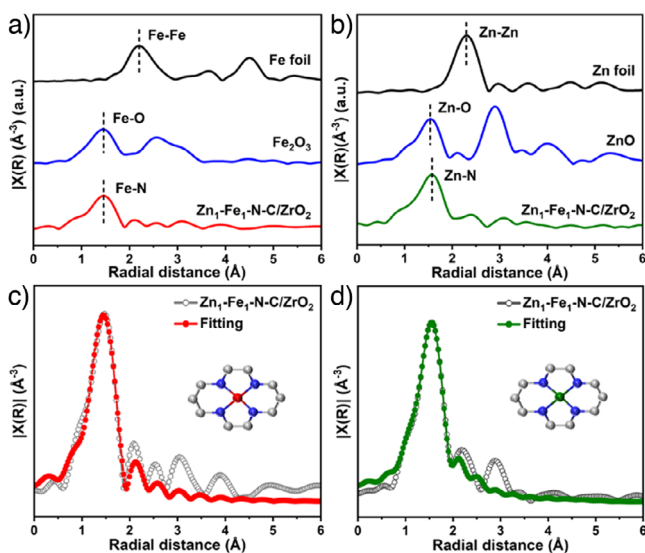 a)
Fe-Fe
Fe foil
Fe-O
Fe₂O₃
Fe-N
Zn₁-Fe₁-N-C/ZrO₂
|X(R) (Å⁻³) (a.u.)
0 1 2 3 4 5 6
Radial distance (Å)
b)
Zn-Zn
Zn foil
Zn-O
ZnO
Zn-N
Zn₁-Fe₁-N-C/ZrO₂
|X(R)|(Å⁻³) (a.u.)
0 1 2 3 4 5 6
Radial distance (Å)
c)
Zn₁-Fe₁-N-C/ZrO₂
Fitting
|X(R)| (Å⁻³)
0 1 2 3 4 5 6
Radial distance (Å)
d)
Zn₁-Fe₁-N-C/ZrO₂
Fitting
|X(R)| (Å⁻³)
0 1 2 3 4 5 6
Radial distance (Å)